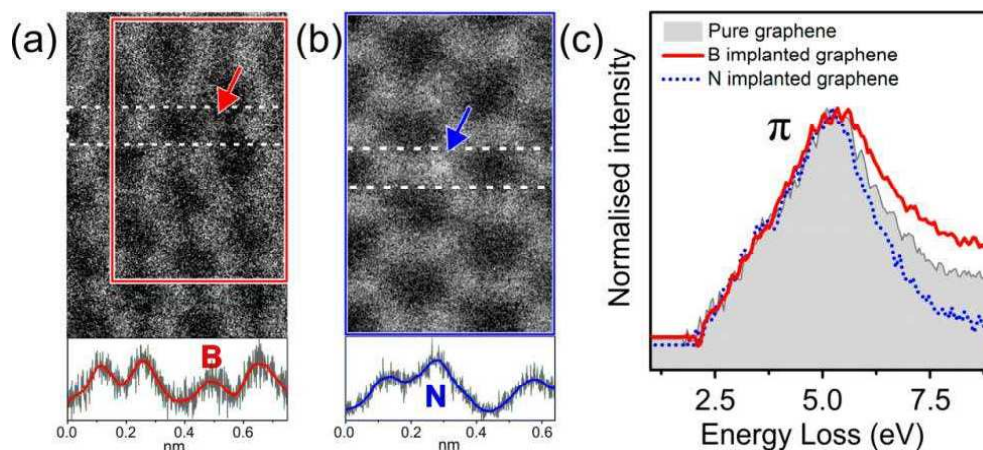 (a)
B
0.0 0.2 0.4 0.6
nm
(b)
N
0.0 0.2 0.4 0.6
nm
(c)
Pure graphene
B implanted graphene
N implanted graphene
π
Normalised intensity
2.5 5.0 7.5
Energy Loss (eV)